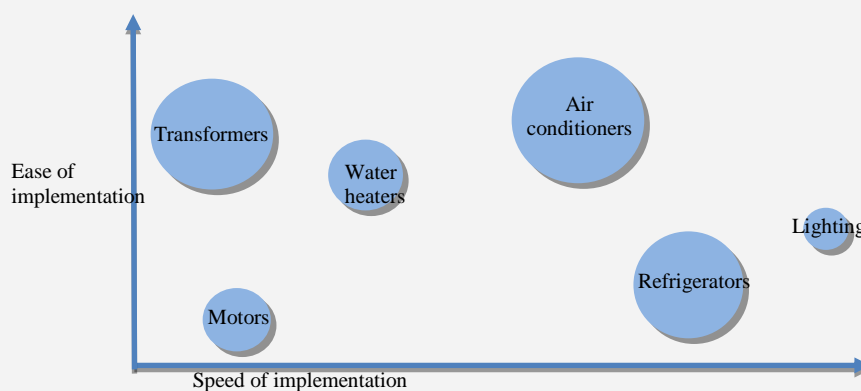 Air
conditioners
Transformers
Ease of
implementation
Water
heaters
Lighting
Refrigerators
Motors
Speed of implementation